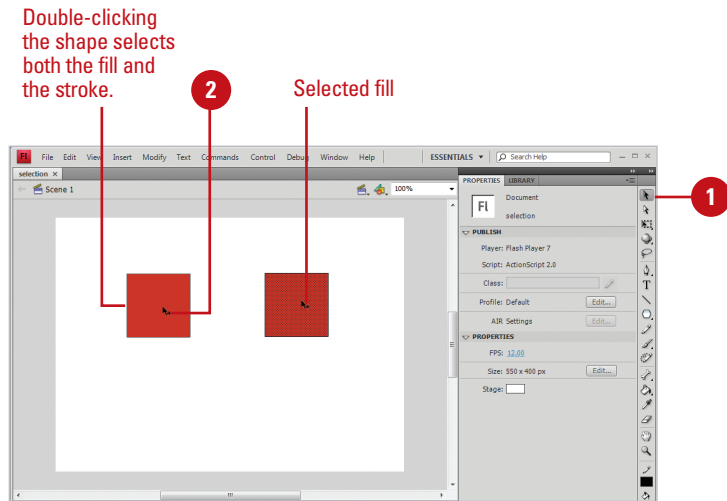 Double-clicking
the shape selects
both the fill and
the stroke.
2
Selected fill
FL File Edit View Insert Modify Text Commands Control Debug Window Help ESSENTIALS Search Help
selection ×
Scene 1 100%
PROPERTIES LIBRARY
1
Fl Document
selection
PUBLISH
Player: Flash Player 7
Script: ActionScript 2.0
Class:
Profile: Default Edit...
AIR Settings Edit...
PROPERTIES
FPS: 12.00
Size: 550 x 400 px Edit...
Stage:
T